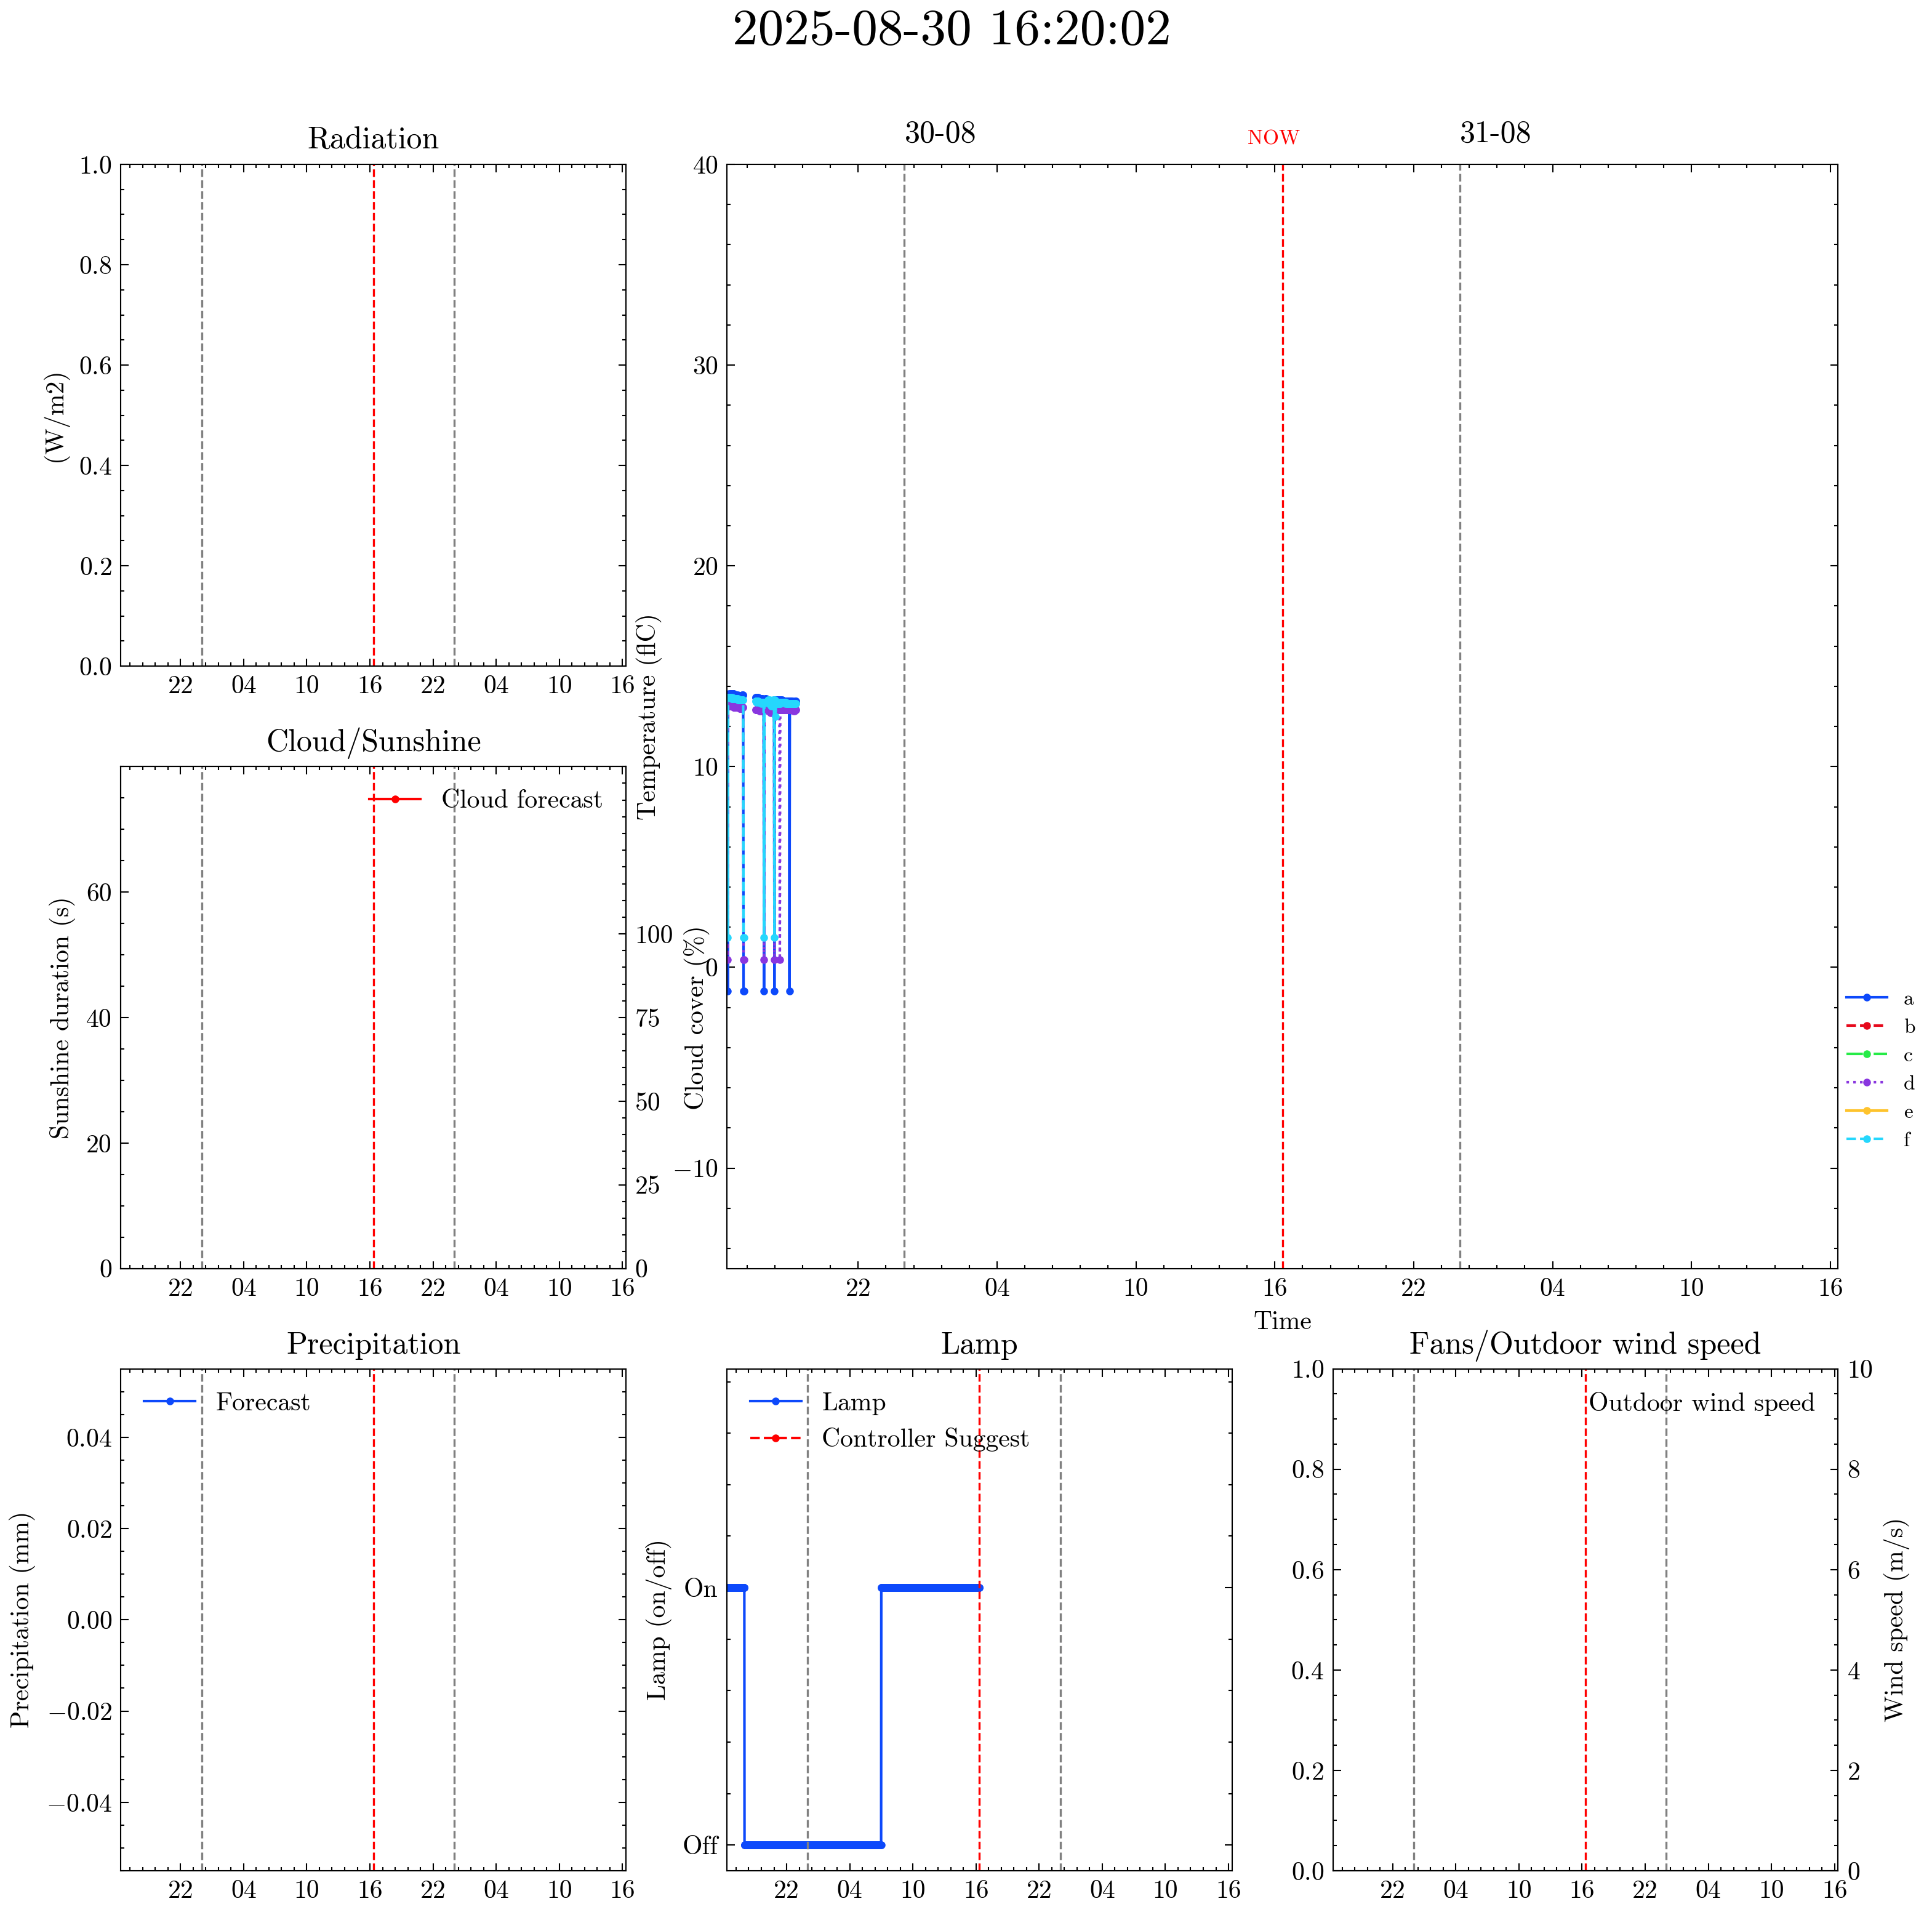 2025-08-30 16:20:02
Radiation
1.0
0.8
0.6
0.4
0.2
0.0
(W/m2)
22 04 10 16 22 04 10 16
30-08 NOW 31-08
40
30
20
10
0
−10
Temperature (flC)
22 04 10 16 22 04 10 16
Time
a
b
c
d
e
f
Cloud/Sunshine
Cloud forecast
60
40
20
0
Sunshine duration (s)
100
75
50
25
0
Cloud cover (%)
22 04 10 16 22 04 10 16
Precipitation
Forecast
0.04
0.02
0.00
−0.02
−0.04
Precipitation (mm)
22 04 10 16 22 04 10 16
Lamp
Lamp
Controller Suggest
On
Off
Lamp (on/off)
22 04 10 16 22 04 10 16
Fans/Outdoor wind speed
Outdoor wind speed
1.0
0.8
0.6
0.4
0.2
0.0
10
8
6
4
2
0
Wind speed (m/s)
22 04 10 16 22 04 10 16